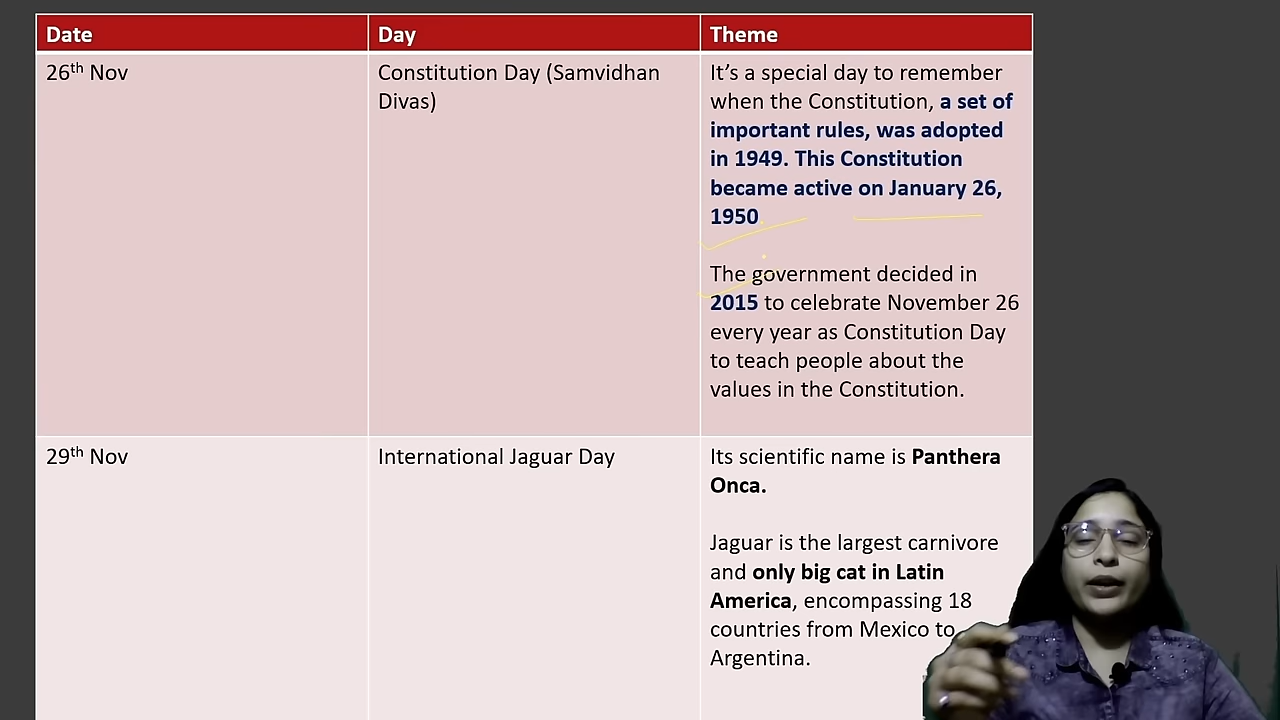 Date
Day
Theme
26th Nov
Constitution Day (Samvidhan
Divas)
It’s a special day to remember
when the Constitution, a set of
important rules, was adopted
in 1949. This Constitution
became active on January 26,
1950.
The government decided in
2015 to celebrate November 26
every year as Constitution Day
to teach people about the
values in the Constitution.
29th Nov
International Jaguar Day
Its scientific name is Panthera
Onca.
Jaguar is the largest carnivore
and only big cat in Latin
America, encompassing 18
countries from Mexico to
Argentina.